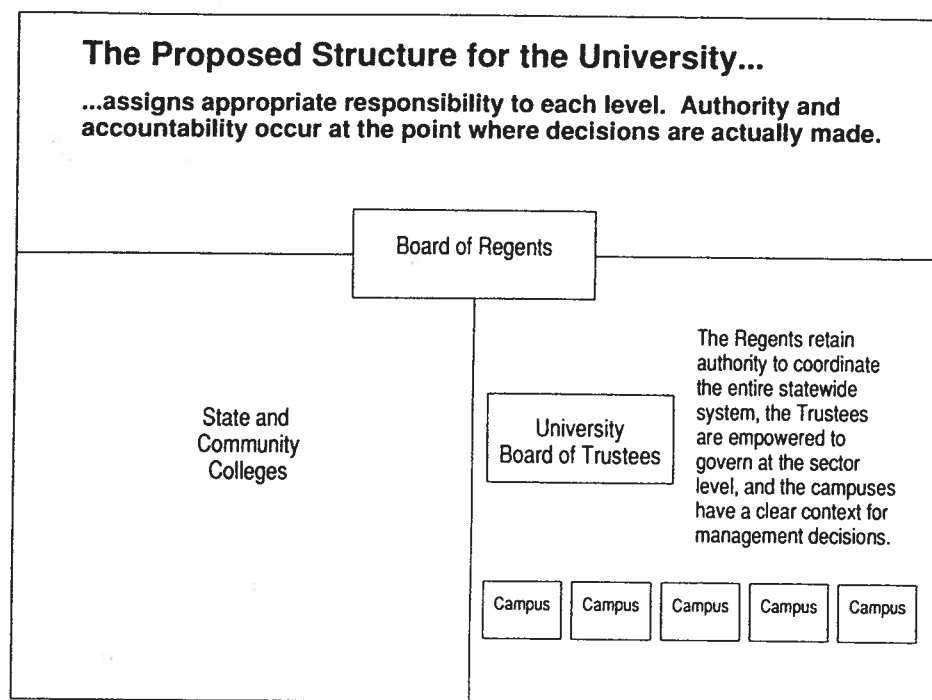 The Proposed Structure for the University...
...assigns appropriate responsibility to each level. Authority and
accountability occur at the point where decisions are actually made.
Board of Regents
State and
Community
Colleges
University
Board of Trustees
The Regents retain
authority to coordinate
the entire statewide
system, the Trustees
are empowered to
govern at the sector
level, and the campuses
have a clear context for
management decisions.
Campus
Campus
Campus
Campus
Campus